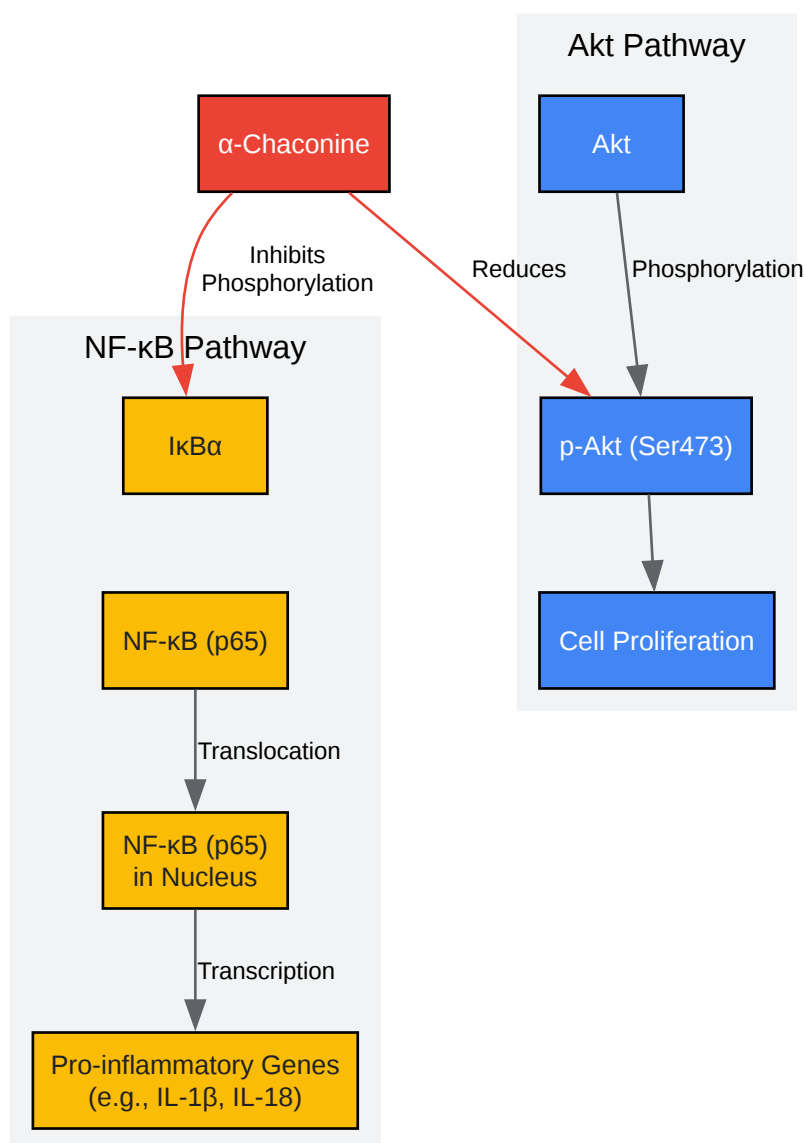 Akt Pathway
α-Chaconine
Akt
Inhibits
Phosphorylation
Reduces
Phosphorylation
NF-κB Pathway
IκBα
p-Akt (Ser473)
NF-κB (p65)
Cell Proliferation
Translocation
NF-κB (p65)
in Nucleus
Transcription
Pro-inflammatory Genes
(e.g., IL-1β, IL-18)